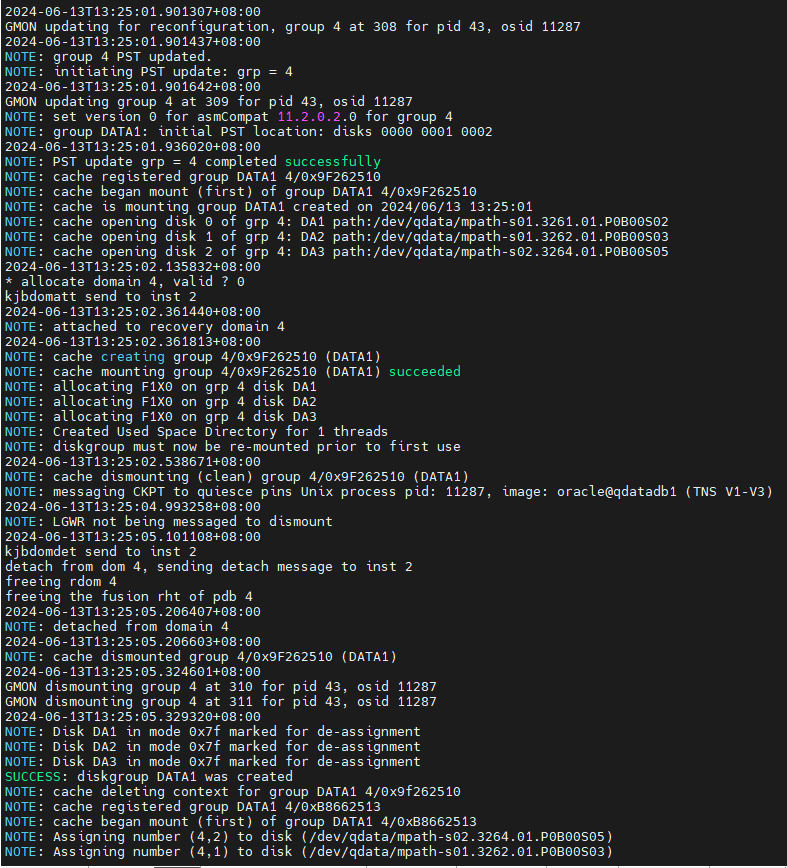 2024-06-13T13:25:01.901307+08:00
GMON updating for reconfiguration, group 4 at 308 for pid 43, osid 11287
2024-06-13T13:25:01.901437+08:00
NOTE: group 4 PST updated.
NOTE: initiating PST update: grp = 4
2024-06-13T13:25:01.901642+08:00
GMON updating group 4 at 309 for pid 43, osid 11287
NOTE: set version 0 for asmCompat 11.2.0.2.0 for group 4
NOTE: group DATA1: initial PST location: disks 0000 0001 0002
2024-06-13T13:25:01.936020+08:00
NOTE: PST update grp = 4 completed successfully
NOTE: cache registered group DATA1 4/0x9F262510
NOTE: cache began mount (first) of group DATA1 4/0x9F262510
NOTE: cache is mounting group DATA1 created on 2024/06/13 13:25:01
NOTE: cache opening disk 0 of grp 4: DA1 path:/dev/qdata/mpath-s01.3261.01.P0B00S02
NOTE: cache opening disk 1 of grp 4: DA2 path:/dev/qdata/mpath-s01.3262.01.P0B00S03
NOTE: cache opening disk 2 of grp 4: DA3 path:/dev/qdata/mpath-s02.3264.01.P0B00S05
2024-06-13T13:25:02.135832+08:00
* allocate domain 4, valid ? 0
kjbdomatt send to inst 2
2024-06-13T13:25:02.361440+08:00
NOTE: attached to recovery domain 4
2024-06-13T13:25:02.361813+08:00
NOTE: cache creating group 4/0x9F262510 (DATA1)
NOTE: cache mounting group 4/0x9F262510 (DATA1) succeeded
NOTE: allocating F1X0 on grp 4 disk DA1
NOTE: allocating F1X0 on grp 4 disk DA2
NOTE: allocating F1X0 on grp 4 disk DA3
NOTE: Created Used Space Directory for 1 threads
NOTE: diskgroup must now be re-mounted prior to first use
2024-06-13T13:25:02.538671+08:00
NOTE: cache dismounting (clean) group 4/0x9F262510 (DATA1)
NOTE: messaging CKPT to quiesce pins Unix process pid: 11287, image: oracle@qdatadb1 (TNS V1-V3)
2024-06-13T13:25:04.993258+08:00
NOTE: LGWR not being messaged to dismount
2024-06-13T13:25:05.101108+08:00
kjbdomdet send to inst 2
detach from dom 4, sending detach message to inst 2
freeing rdom 4
freeing the fusion rht of pdb 4
2024-06-13T13:25:05.206407+08:00
NOTE: detached from domain 4
2024-06-13T13:25:05.206603+08:00
NOTE: cache dismounted group 4/0x9F262510 (DATA1)
2024-06-13T13:25:05.324601+08:00
GMON dismounting group 4 at 310 for pid 43, osid 11287
GMON dismounting group 4 at 311 for pid 43, osid 11287
2024-06-13T13:25:05.329320+08:00
NOTE: Disk DA1 in mode 0x7f marked for de-assignment
NOTE: Disk DA2 in mode 0x7f marked for de-assignment
NOTE: Disk DA3 in mode 0x7f marked for de-assignment
SUCCESS: diskgroup DATA1 was created
NOTE: cache deleting context for group DATA1 4/0x9f262510
NOTE: cache registered group DATA1 4/0xB8662513
NOTE: cache began mount (first) of group DATA1 4/0xB8662513
NOTE: Assigning number (4,2) to disk (/dev/qdata/mpath-s02.3264.01.P0B00S05)
NOTE: Assigning number (4,1) to disk (/dev/qdata/mpath-s01.3262.01.P0B00S03)